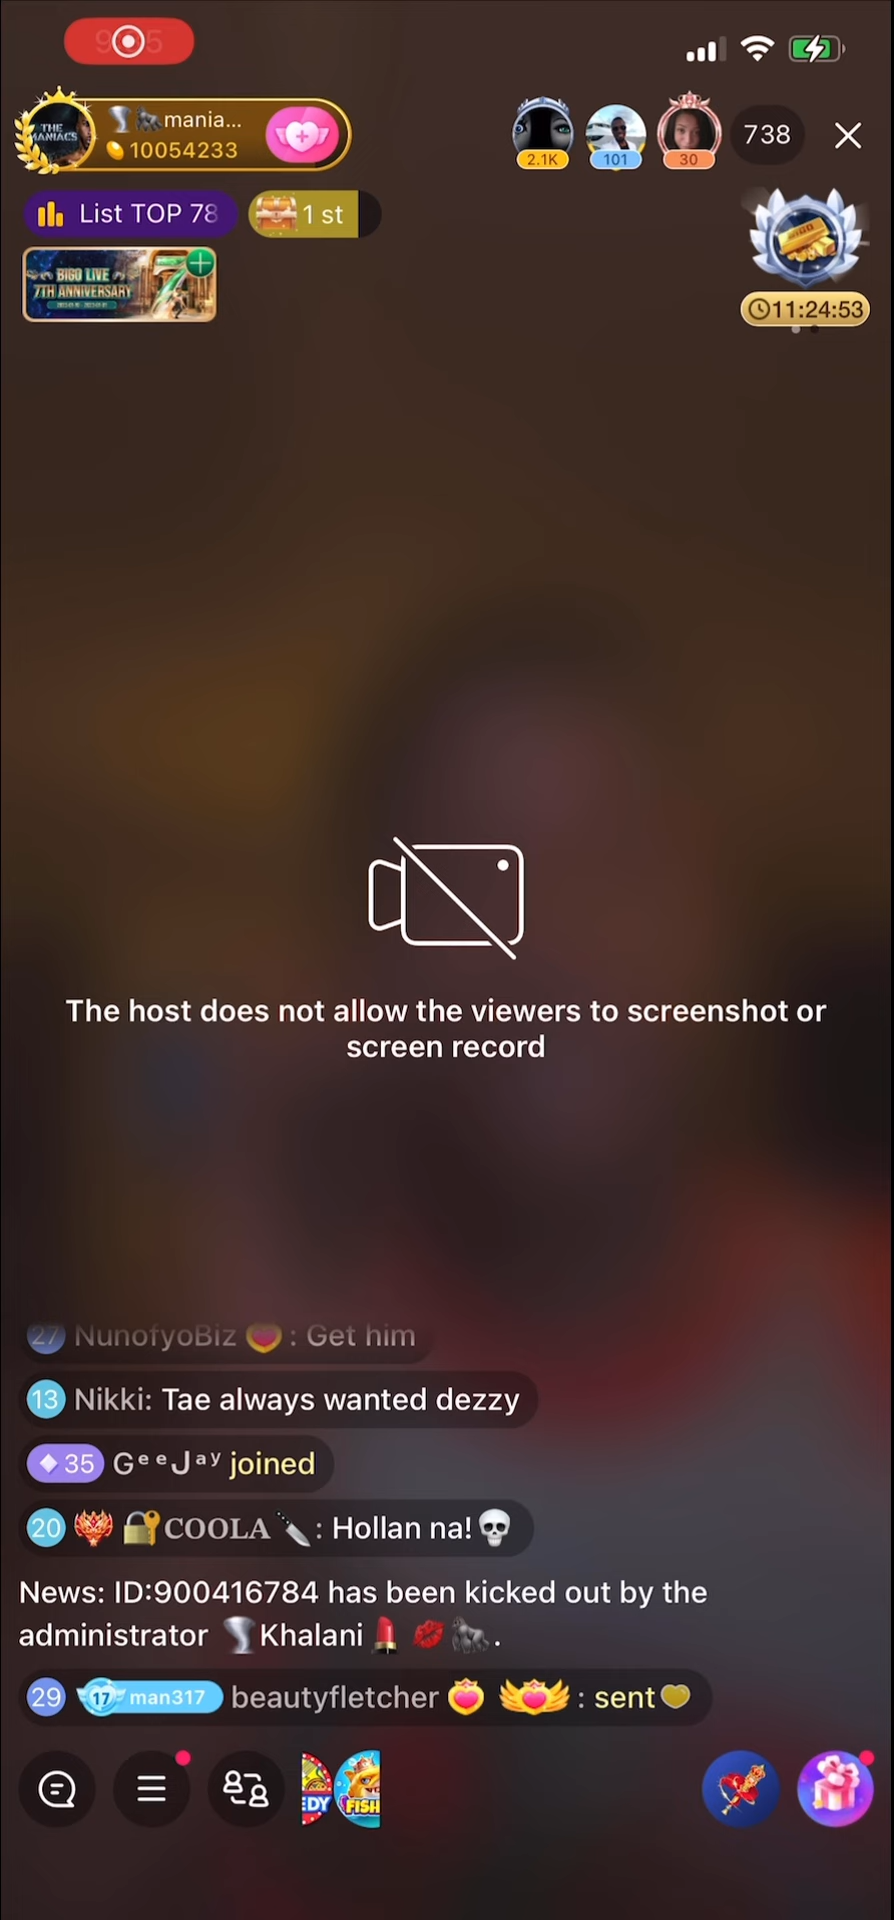 THE MANIACS
mania...
10054233
2.1K
101
30
738
List TOP 78
1 st
BIGO LIVE
7TH ANNIVERSARY
11:24:53
The host does not allow the viewers to screenshot or
screen record
27 NunofyoBiz : Get him
13 Nikki: Tae always wanted dezzy
35 GᵉᵉJᵃʸ joined
20 COOLA : Hollan na!
News: ID:900416784 has been kicked out by the
administrator Khalani .
29 17 man317 beautyfletcher : sent
EDY
FISH